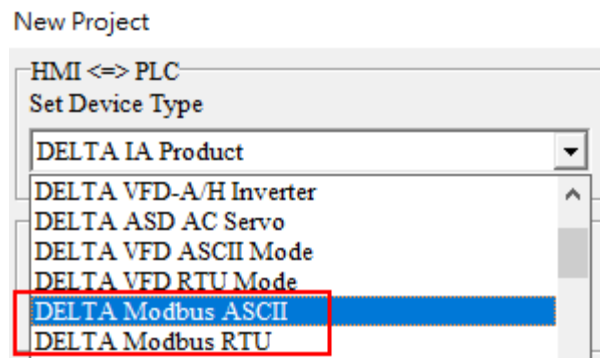 New Project
HMI <=> PLC
Set Device Type
DELTA IA Product
DELTA VFD-A/H Inverter
DELTA ASD AC Servo
DELTA VFD ASCII Mode
DELTA VFD RTU Mode
DELTA Modbus ASCII
DELTA Modbus RTU